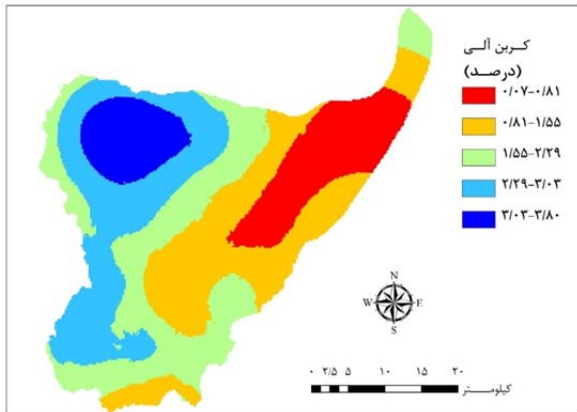 کربن آلی
(درصد)
۰/۰۷-۰/۸۱
۰/۸۱-۱/۵۵
۱/۵۵-۲/۲۹
۲/۲۹-۳/۰۳
۳/۰۳-۳/۸۰
N
W E
S
۰ ۲/۵ ۵ ۱۰ ۱۵ ۲۰
کیلومتر